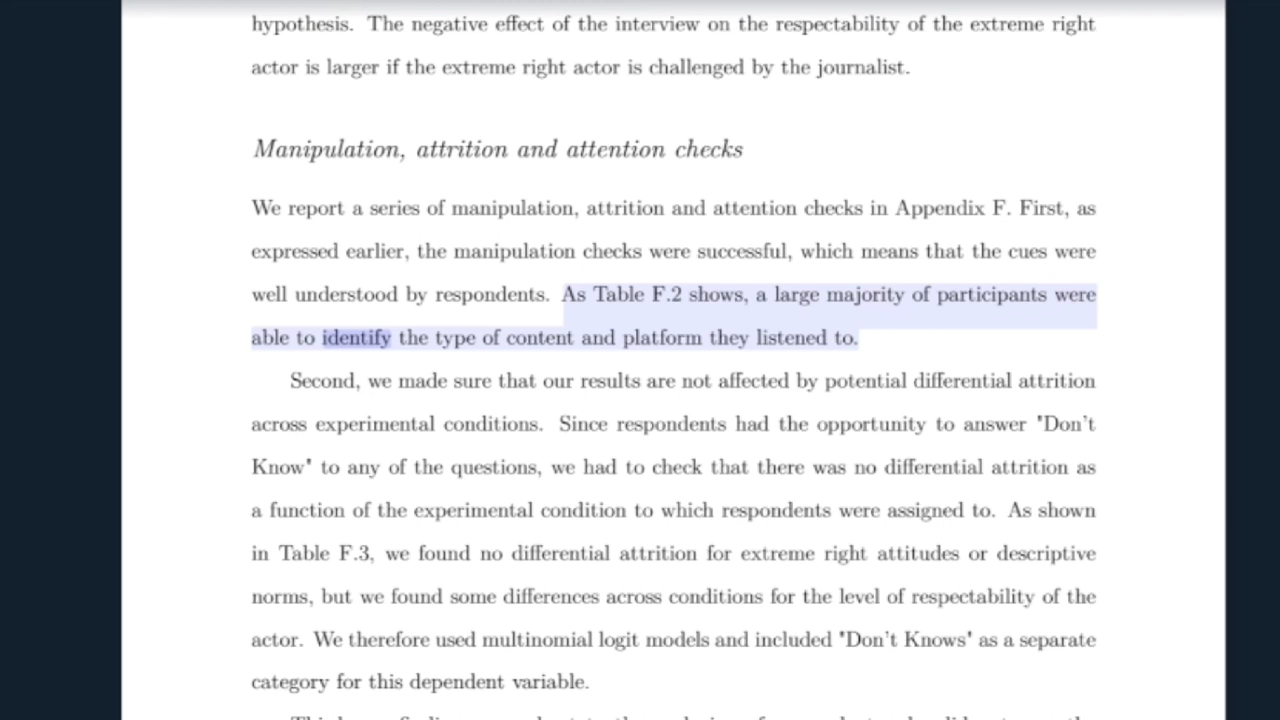 hypothesis. The negative effect of the interview on the respectability of the extreme right
actor is larger if the extreme right actor is challenged by the journalist.
Manipulation, attrition and attention checks
We report a series of manipulation, attrition and attention checks in Appendix F. First, as
expressed earlier, the manipulation checks were successful, which means that the cues were
well understood by respondents. As Table F.2 shows, a large majority of participants were
able to identify the type of content and platform they listened to.
Second, we made sure that our results are not affected by potential differential attrition
across experimental conditions. Since respondents had the opportunity to answer "Don't
Know" to any of the questions, we had to check that there was no differential attrition as
a function of the experimental condition to which respondents were assigned to. As shown
in Table F.3, we found no differential attrition for extreme right attitudes or descriptive
norms, but we found some differences across conditions for the level of respectability of the
actor. We therefore used multinomial logit models and included "Don't Knows" as a separate
category for this dependent variable.